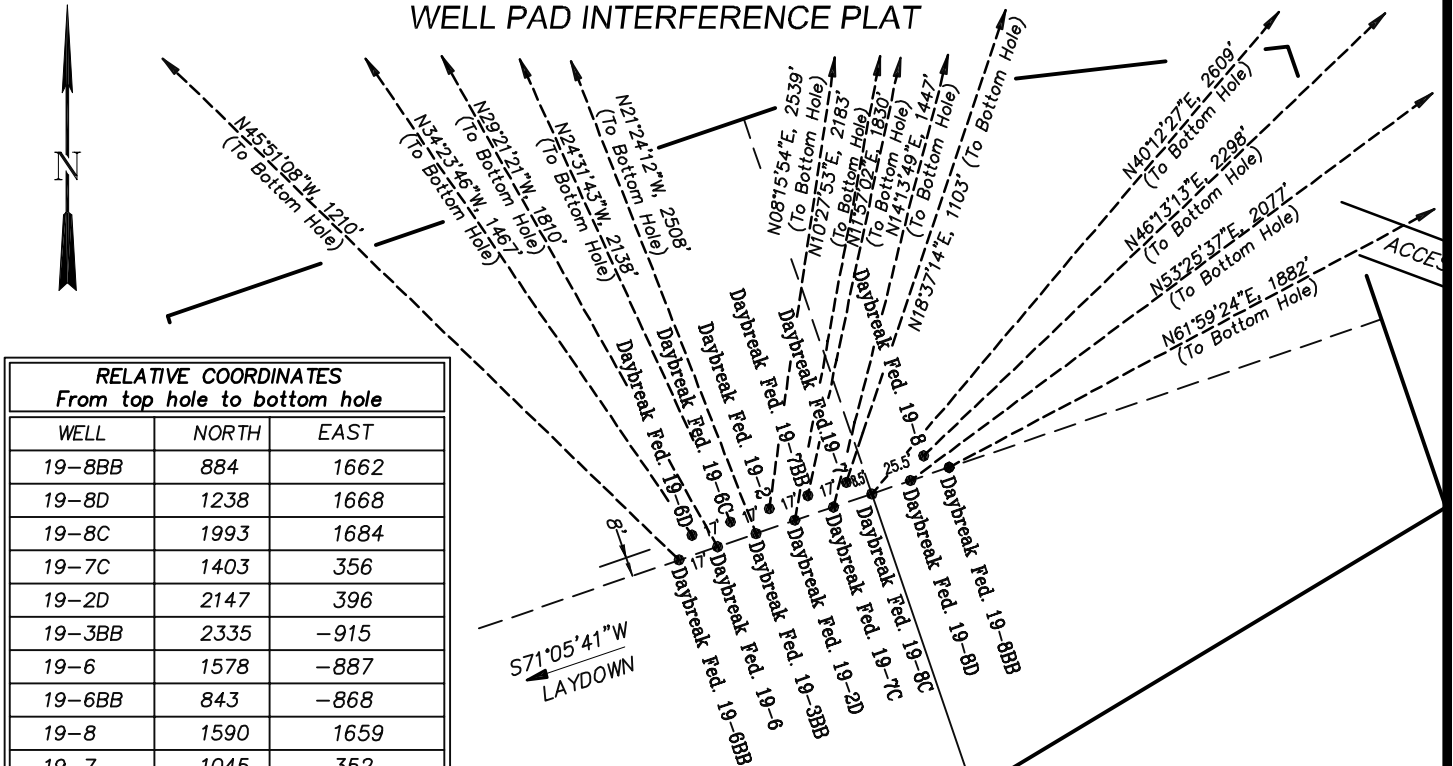 WELL PAD INTERFERENCE PLAT
N
N45°51'08"W, 1210'
(To Bottom Hole)
N34°23'46"W, 1467'
(To Bottom Hole)
N29°21'21"W, 1810'
(To Bottom Hole)
N24°31'43"W, 2138'
(To Bottom Hole)
N21°24'12"W, 2508'
(To Bottom Hole)
N08°15'54"E, 2539'
(To Bottom Hole)
N10°27'53"E, 2183'
(To Bottom Hole)
N11°57'02"E, 1830'
(To Bottom Hole)
N14°13'49"E, 1447'
(To Bottom Hole)
N18°37'14"E, 1103' (To Bottom Hole)
N40°12'27"E, 2609'
(To Bottom Hole)
N46°13'13"E, 2298'
(To Bottom Hole)
N53°25'37"E, 2077'
(To Bottom Hole)
N61°59'24"E, 1882'
(To Bottom Hole)
Daybreak Fed. 19-6D
Daybreak Fed. 19-6C
Daybreak Fed. 19-2
Daybreak Fed. 19-7BB
Daybreak Fed. 19-7
Daybreak Fed. 19-8
8'
17'
17'
17'
17'
17'
8.5'
25.5'
Daybreak Fed. 19-6BB
Daybreak Fed. 19-6
Daybreak Fed. 19-3BB
Daybreak Fed. 19-2D
Daybreak Fed. 19-7C
Daybreak Fed. 19-8C
Daybreak Fed. 19-8D
Daybreak Fed. 19-8BB
S71°05'41"W
LAYDOWN
RELATIVE COORDINATES
From top hole to bottom hole
WELL NORTH EAST
19-8BB 884 1662
19-8D 1238 1668
19-8C 1993 1684
19-7C 1403 356
19-2D 2147 396
19-3BB 2335 -915
19-6 1578 -887
19-6BB 843 -868
19-8 1590 1659
19-7 1045 352